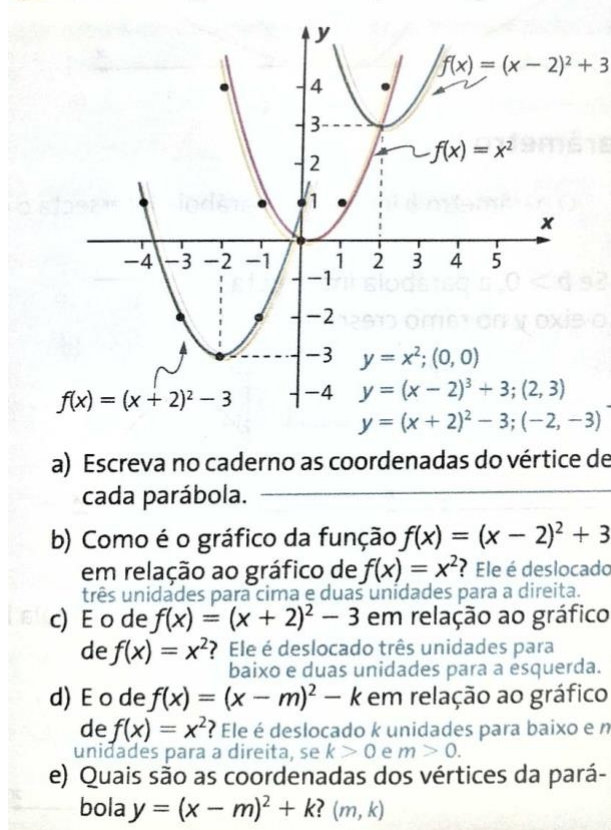 y
f(x) = (x − 2)² + 3
4
3
f(x) = x²
2
1
x
−4 −3 −2 −1 1 2 3 4 5
−1
−2
−3
y = x²; (0, 0)
−4
y = (x − 2)³ + 3; (2, 3)
f(x) = (x + 2)² − 3
y = (x + 2)² − 3; (−2, −3)
a) Escreva no caderno as coordenadas do vértice de
cada parábola.
b) Como é o gráfico da função f(x) = (x − 2)² + 3
em relação ao gráfico de f(x) = x²? Ele é deslocado
três unidades para cima e duas unidades para a direita.
c) E o de f(x) = (x + 2)² − 3 em relação ao gráfico
de f(x) = x²? Ele é deslocado três unidades para
baixo e duas unidades para a esquerda.
d) E o de f(x) = (x − m)² − k em relação ao gráfico
de f(x) = x²? Ele é deslocado k unidades para baixo e m
unidades para a direita, se k > 0 e m > 0.
e) Quais são as coordenadas dos vértices da pará-
bola y = (x − m)² + k? (m, k)